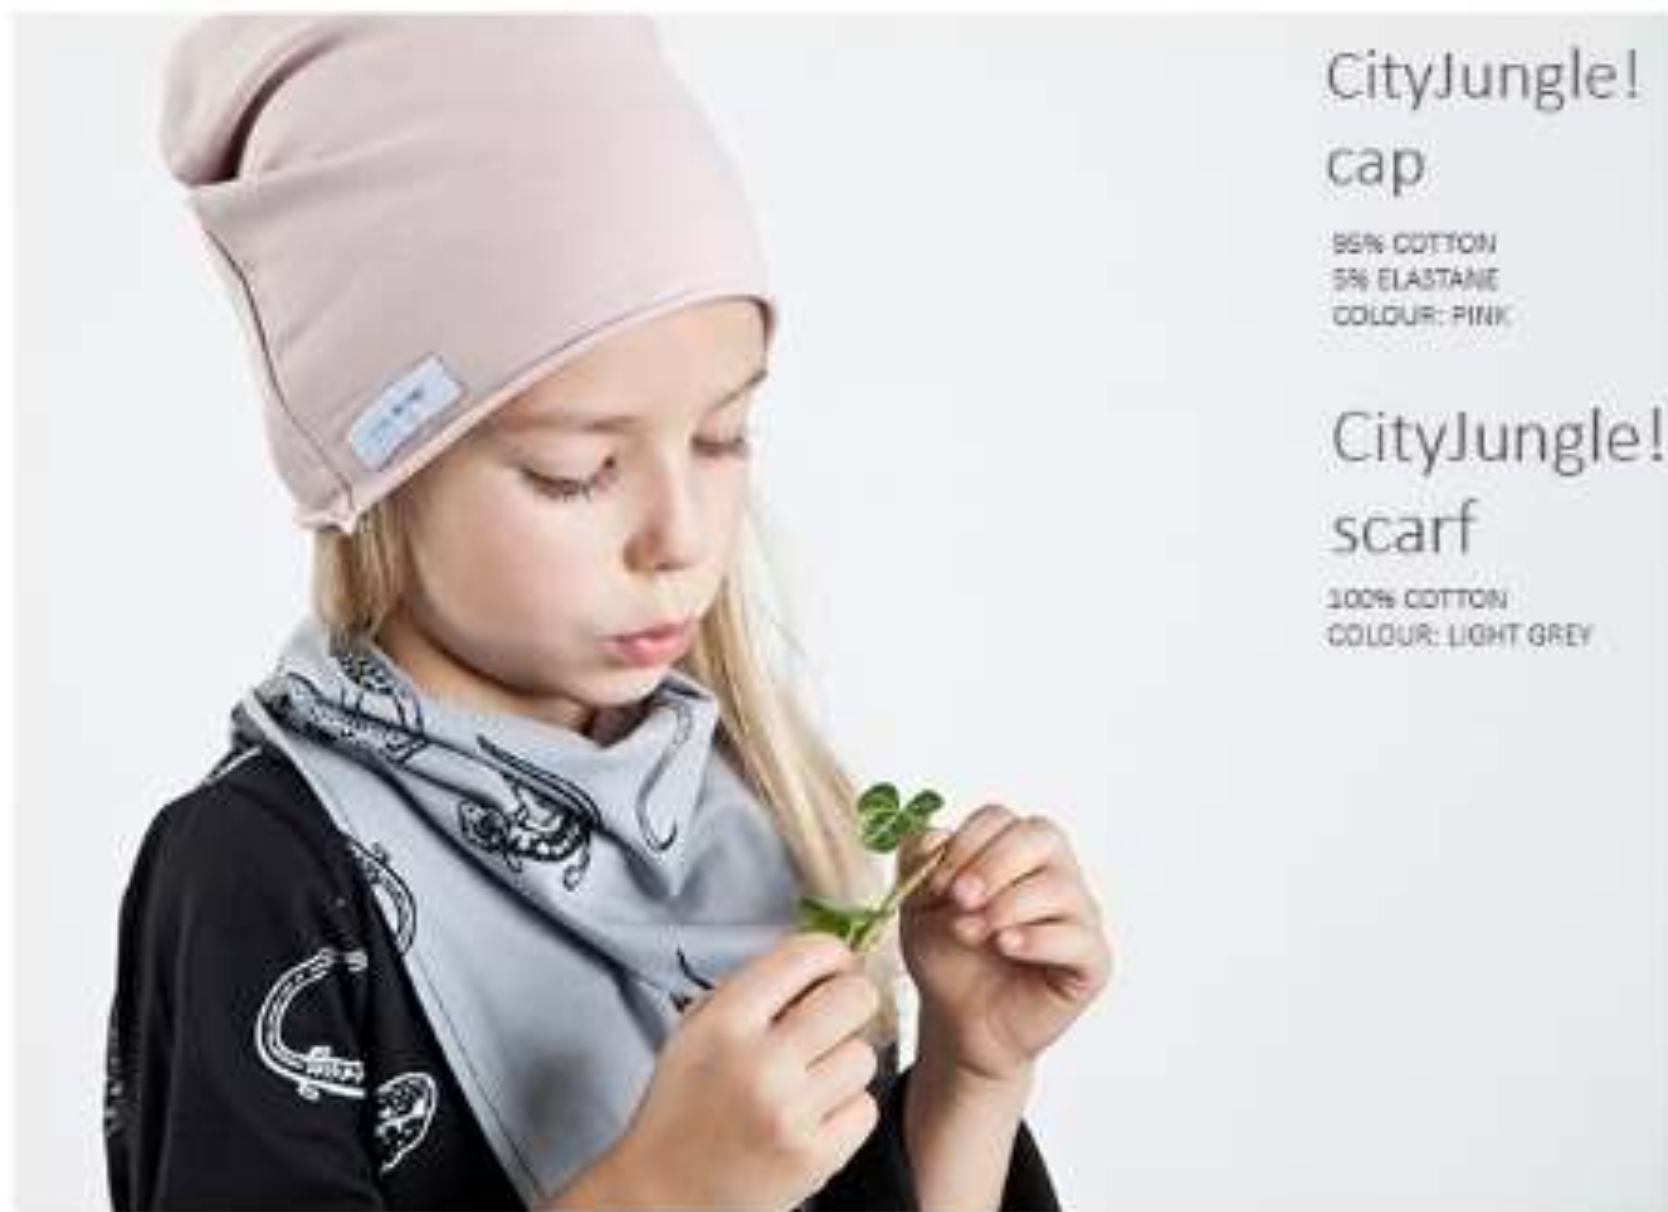 CityJungle!
cap
95% COTTON
5% ELASTANE
COLOUR: PINK
CityJungle!
scarf
100% COTTON
COLOUR: LIGHT GREY